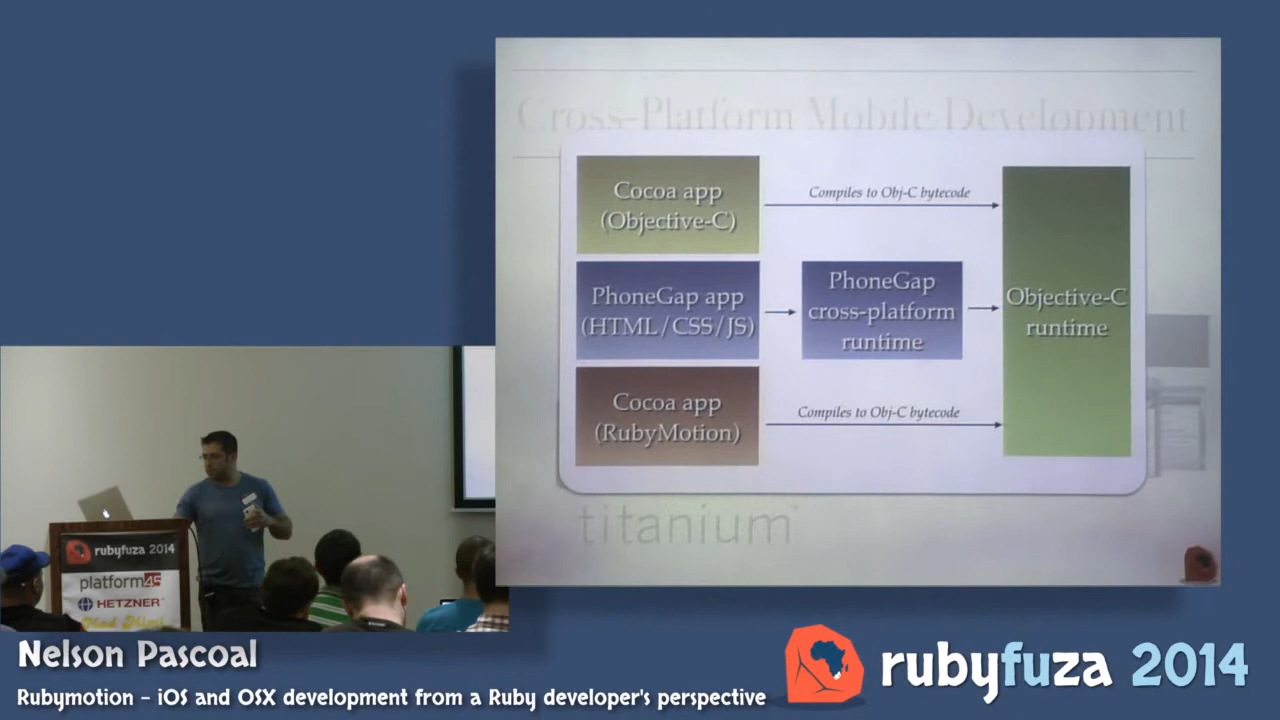 Cross-Platform Mobile Development
Cocoa app
(Objective-C)
Compiles to Obj-C bytecode
PhoneGap app
(HTML/CSS/JS)
PhoneGap
cross-platform
runtime
Objective-C
runtime
Cocoa app
(RubyMotion)
Compiles to Obj-C bytecode
titanium
rubyfuza 2014
platform45
HETZNER
Nelson Pascoal
Rubymotion - iOS and OSX development from a Ruby developer's perspective
rubyfuza 2014